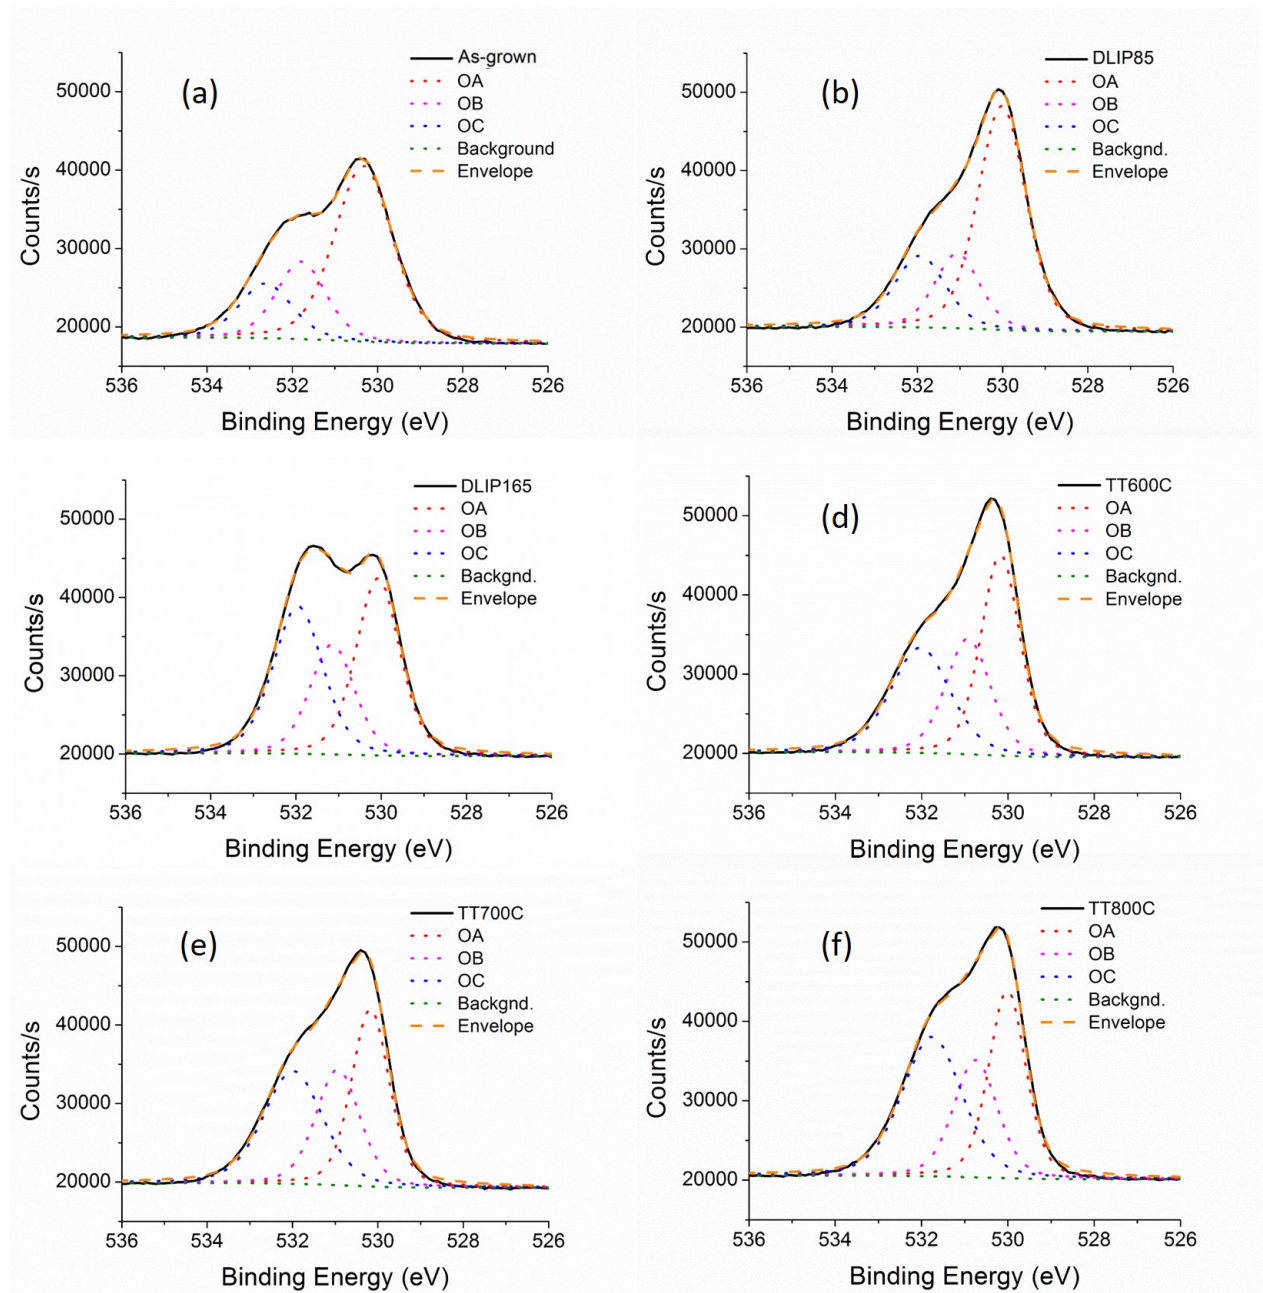 (a)
As-grown
OA
OB
OC
Background
Envelope
50000
40000
30000
20000
Counts/s
536 534 532 530 528 526
Binding Energy (eV)
(b)
DLIP85
OA
OB
OC
Backgnd.
Envelope
50000
40000
30000
20000
Counts/s
536 534 532 530 528 526
Binding Energy (eV)
DLIP165
OA
OB
OC
Backgnd.
Envelope
50000
40000
30000
20000
Counts/s
536 534 532 530 528 526
Binding Energy (eV)
(d)
TT600C
OA
OB
OC
Backgnd.
Envelope
50000
40000
30000
20000
Counts/s
536 534 532 530 528 526
Binding Energy (eV)
(e)
TT700C
OA
OB
OC
Backgnd.
Envelope
50000
40000
30000
20000
Counts/s
536 534 532 530 528 526
Binding Energy (eV)
(f)
TT800C
OA
OB
OC
Backgnd.
Envelope
50000
40000
30000
20000
Counts/s
536 534 532 530 528 526
Binding Energy (eV)